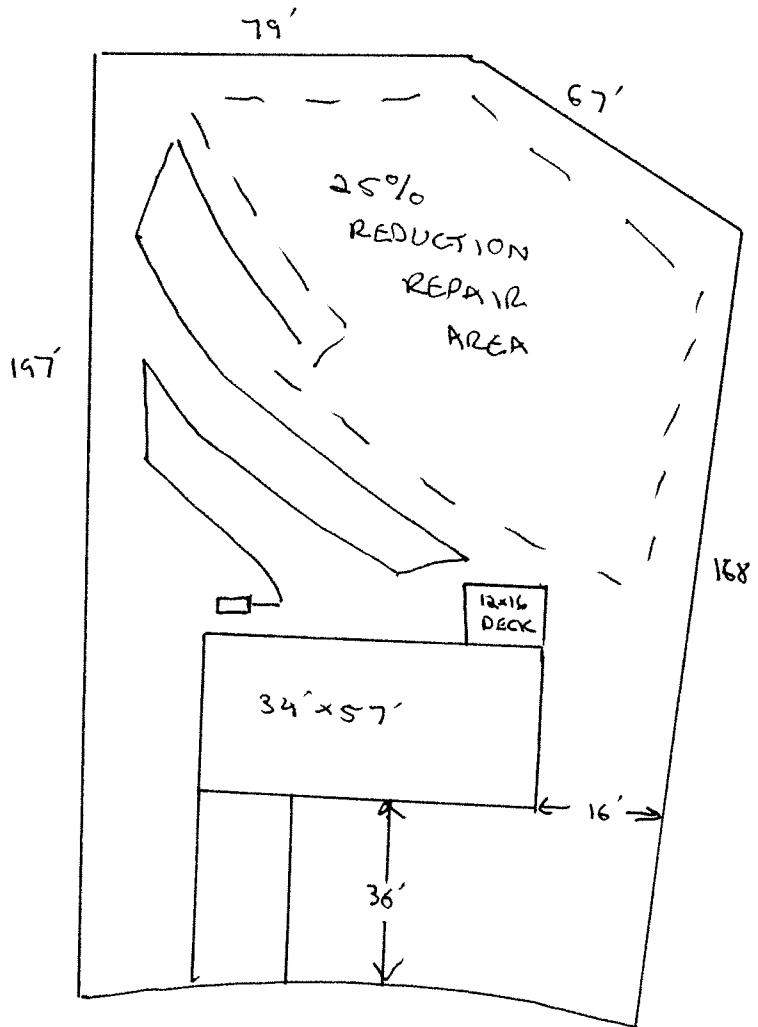 79'
67'
25%
REDUCTION
REPAIR
AREA
197'
168
12x16
DECK
34'x57'
16'
36'